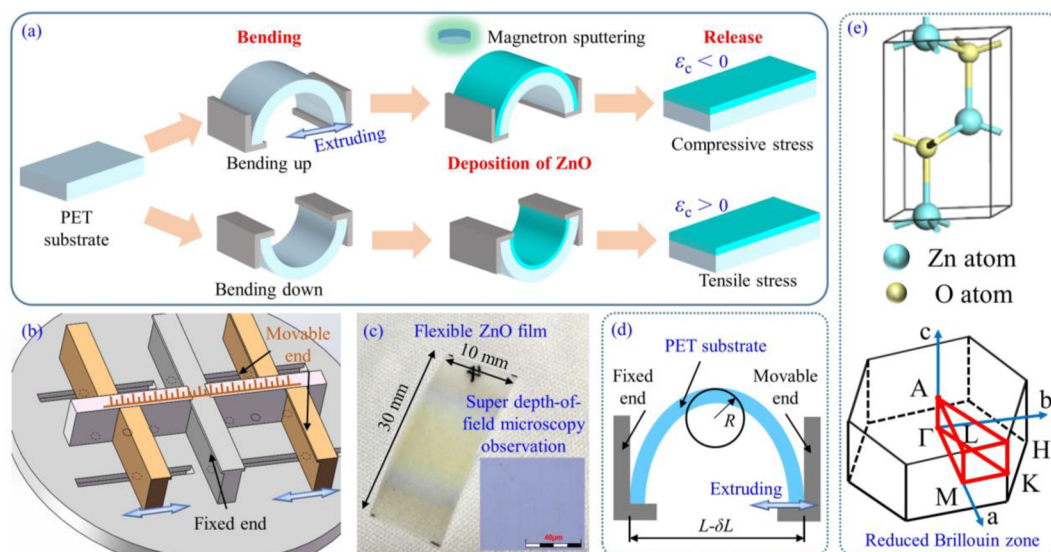 (a)
Bending
Magnetron sputtering
Release
εc < 0
Extruding
Bending up
Deposition of ZnO
Compressive stress
PET
substrate
εc > 0
Bending down
Tensile stress
(b)
Movable
end
Fixed end
(c)
Flexible ZnO film
10 mm
30 mm
Super depth-of-
field microscopy
observation
40μm
(d)
PET substrate
Fixed
end
Movable
end
R
Extruding
L-δL
(e)
Zn atom
O atom
c
A
b
Γ
L
H
K
M
a
Reduced Brillouin zone